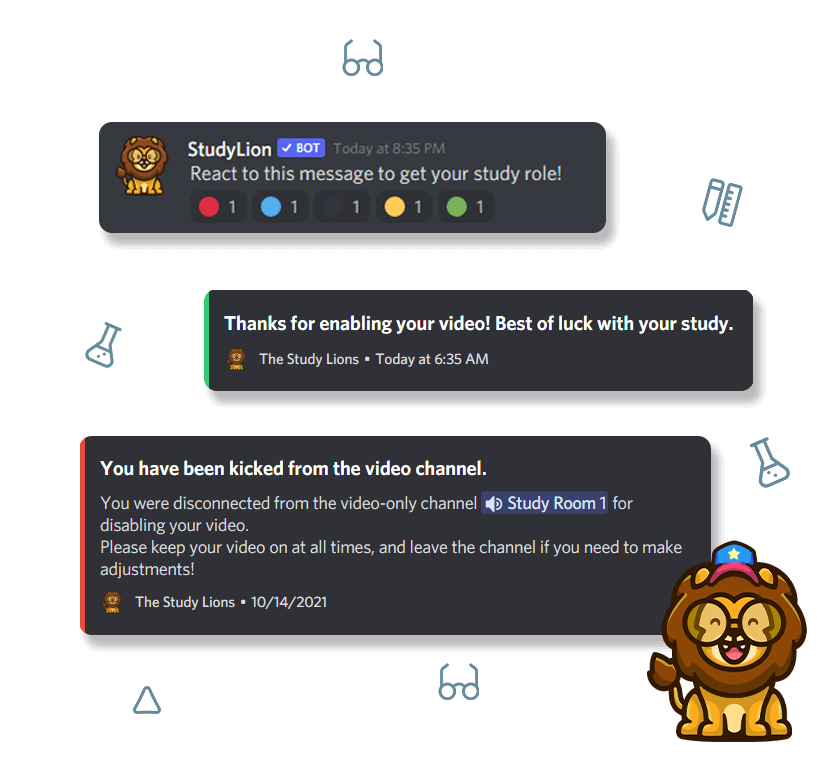 StudyLion ✓ BOT Today at 8:35 PM
React to this message to get your study role!
1 1 1 1 1
Thanks for enabling your video! Best of luck with your study.
The Study Lions • Today at 6:35 AM
You have been kicked from the video channel.
You were disconnected from the video-only channel Study Room 1 for
disabling your video.
Please keep your video on at all times, and leave the channel if you need to make
adjustments!
The Study Lions • 10/14/2021